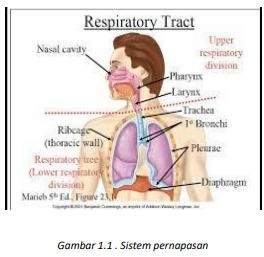 Respiratory Tract
Nasal cavity
Upper
respiratory
division
Pharynx
Larynx
Trachea
1° Bronchi
Ribcage
(thoracic wall)
Pleurae
Respiratory tree
(Lower respiratory
division)
Diaphragm
Marieb 5th Ed., Figure 23.1
Gambar 1.1 . Sistem pernapasan